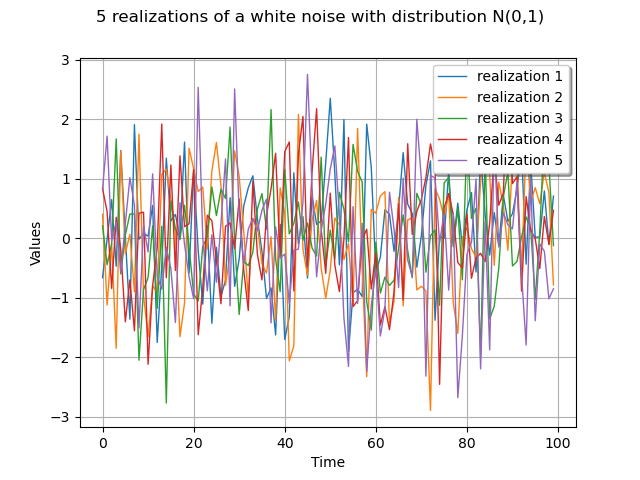 5 realizations of a white noise with distribution N(0,1)
realization 1
realization 2
realization 3
realization 4
realization 5
Values
3
2
1
0
−1
−2
−3
0
20
40
60
80
100
Time